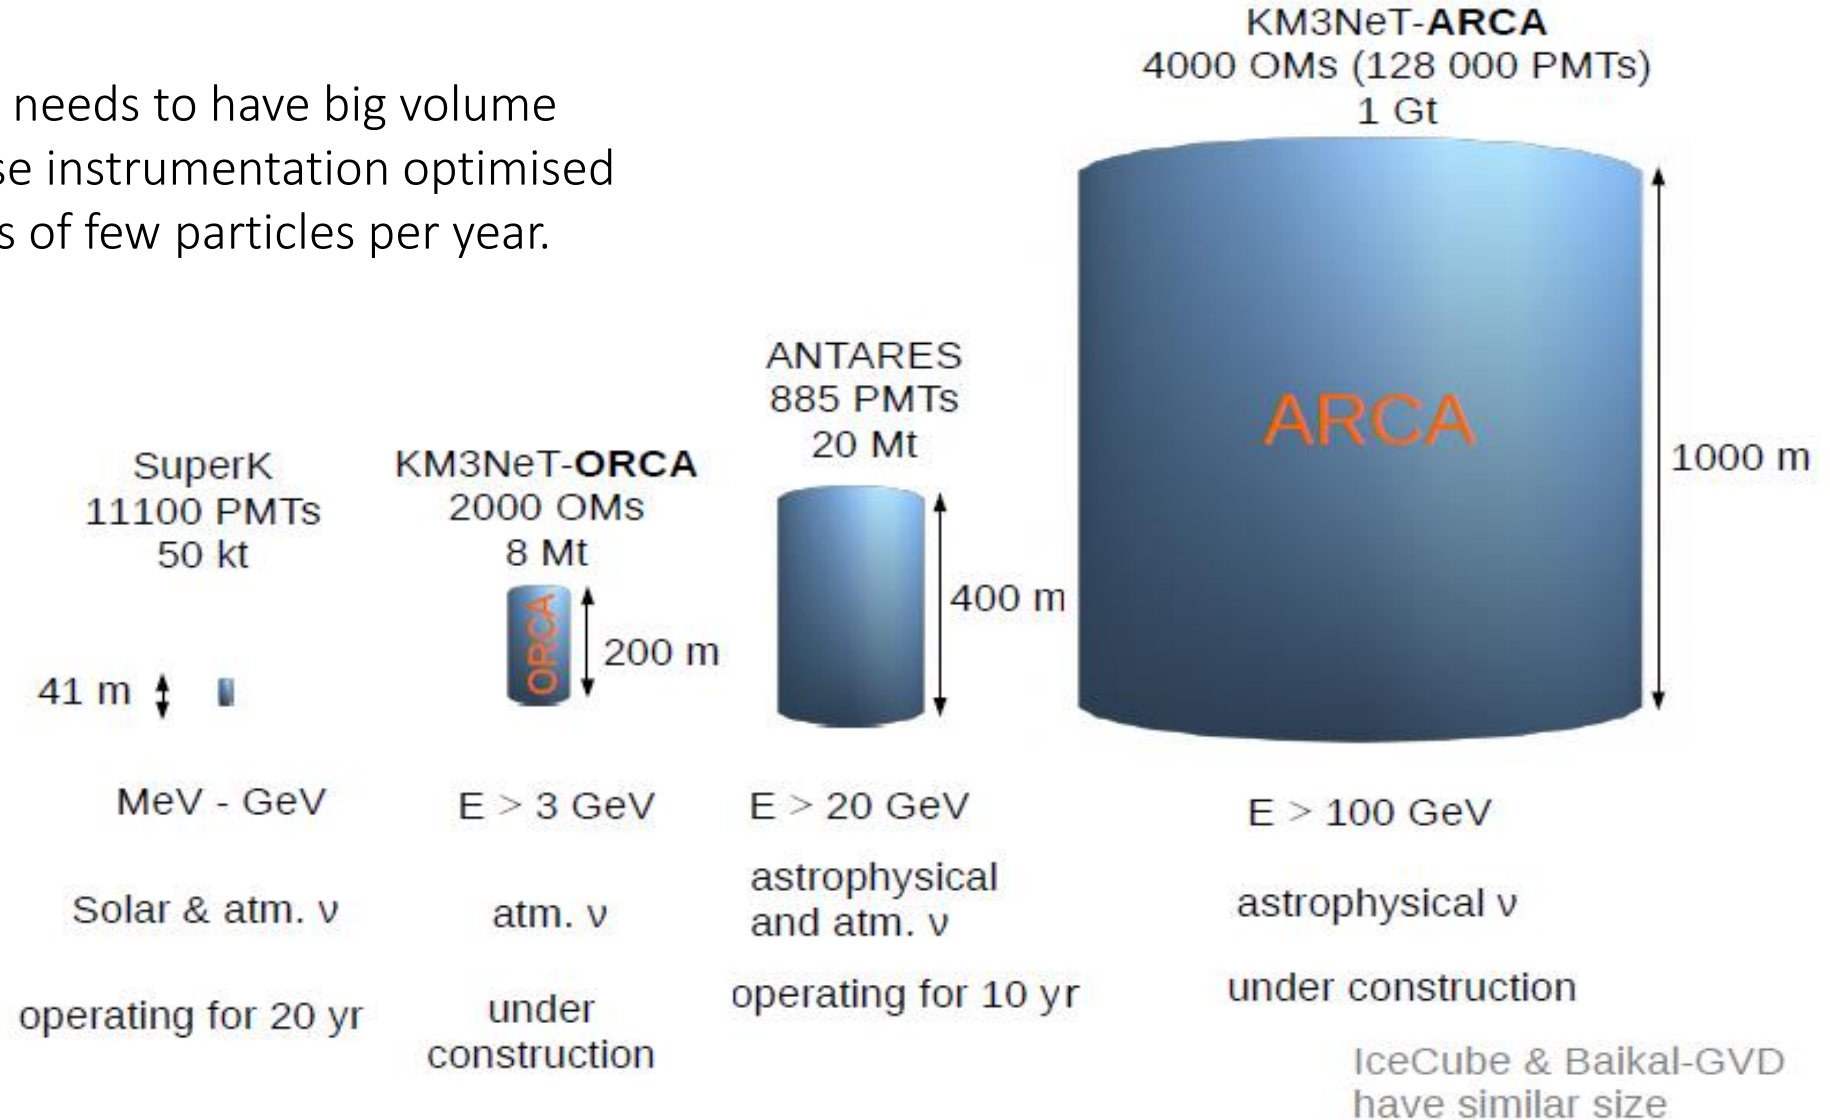 needs to have big volume
se instrumentation optimised
s of few particles per year.
KM3NeT-ARCA
4000 OMs (128 000 PMTs)
1 Gt
ARCA
1000 m
ANTARES
885 PMTs
20 Mt
400 m
SuperK
11100 PMTs
50 kt
41 m
KM3NeT-ORCA
2000 OMs
8 Mt
ORCA
200 m
MeV - GeV
E > 3 GeV
E > 20 GeV
E > 100 GeV
Solar & atm. ν
atm. ν
astrophysical
and atm. ν
astrophysical ν
operating for 20 yr
under
construction
operating for 10 yr
under construction
IceCube & Baikal-GVD
have similar size